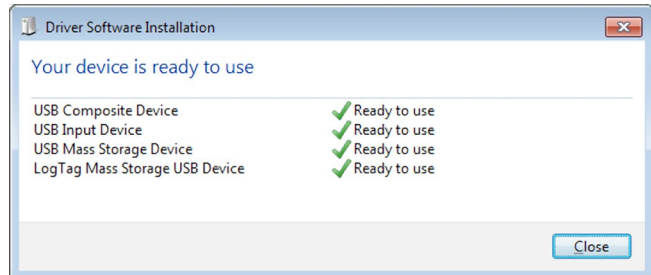 Driver Software Installation
Your device is ready to use
USB Composite Device Ready to use
USB Input Device Ready to use
USB Mass Storage Device Ready to use
LogTag Mass Storage USB Device Ready to use
Close